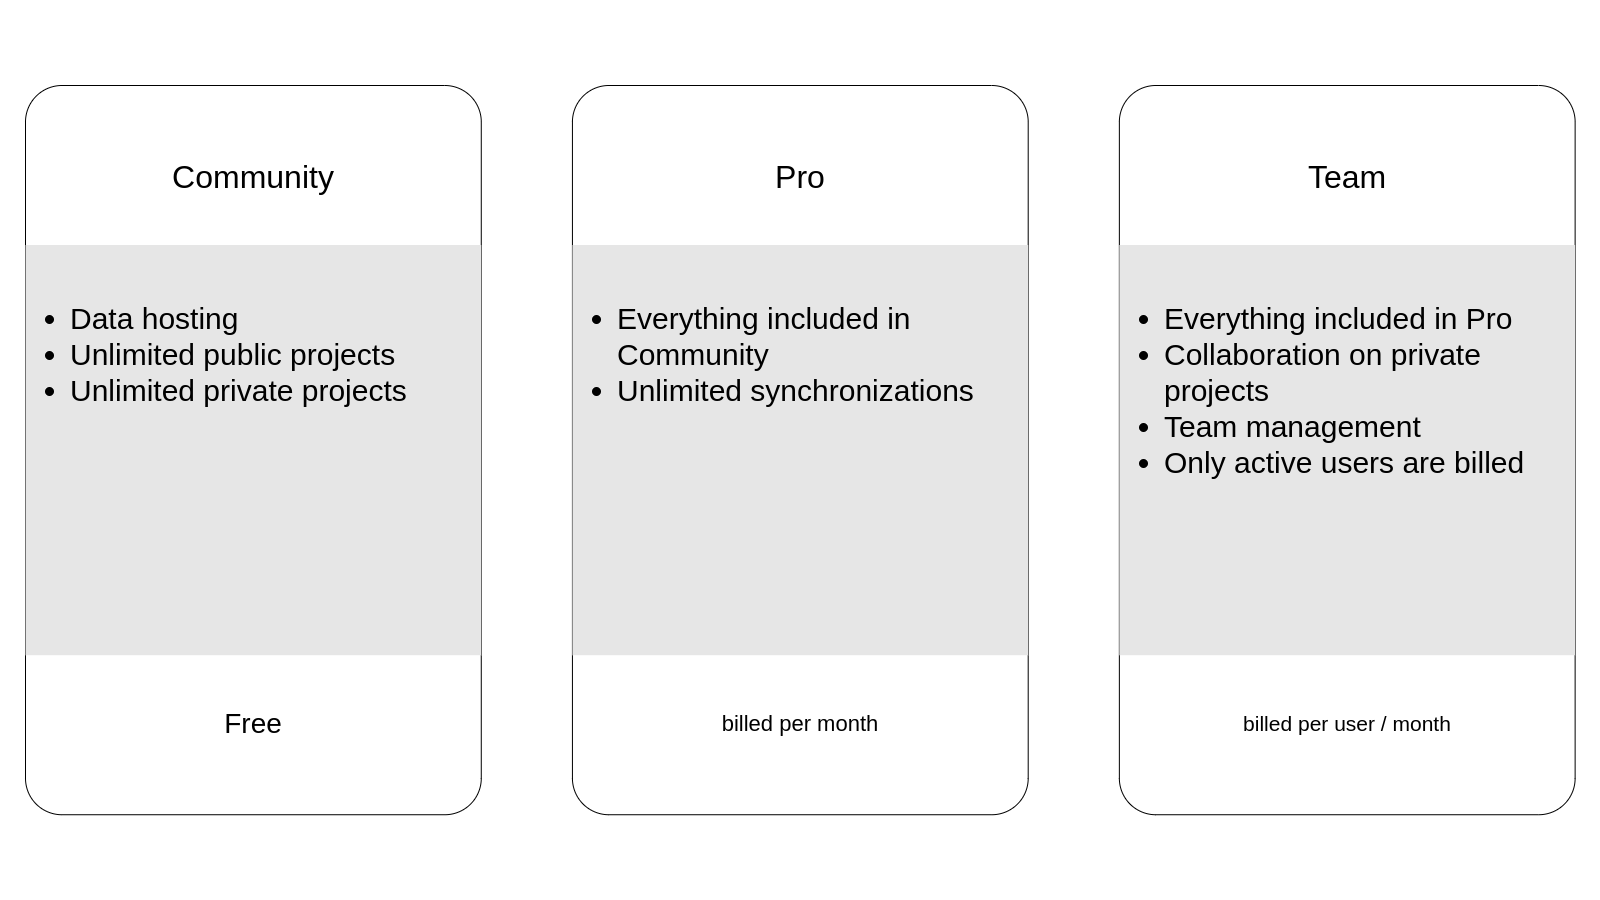 Community
Data hosting
Unlimited public projects
Unlimited private projects
Free
Pro
Everything included in
Community
Unlimited synchronizations
billed per month
Team
Everything included in Pro
Collaboration on private
projects
Team management
Only active users are billed
billed per user / month